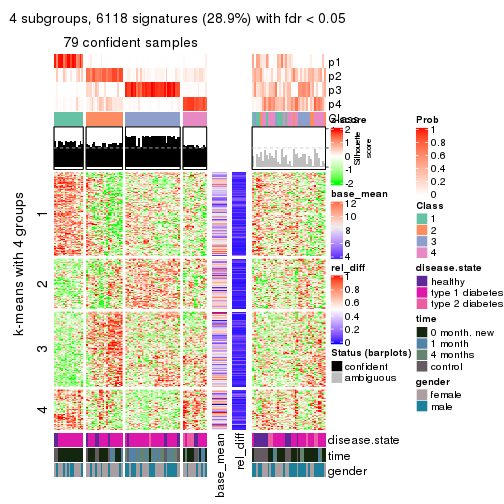 4 subgroups, 6118 signatures (28.9%) with fdr < 0.05
79 confident samples
p1
p2
p3
p4
Class
z-score
2
1
0
-1
-2
Silhouette
score
k-means with 4 groups
1
2
3
4
base_mean
12
10
8
6
4
rel_diff
1
0.8
0.6
0.4
0.2
0
Status (barplots)
confident
ambiguous
Prob
1
0.8
0.6
0.4
0.2
0
Class
1
2
3
4
disease.state
healthy
type 1 diabetes
type 2 diabetes
time
0 month. new
1 month
4 months
control
gender
female
male
disease.state
time
gender
base_mean
rel_diff